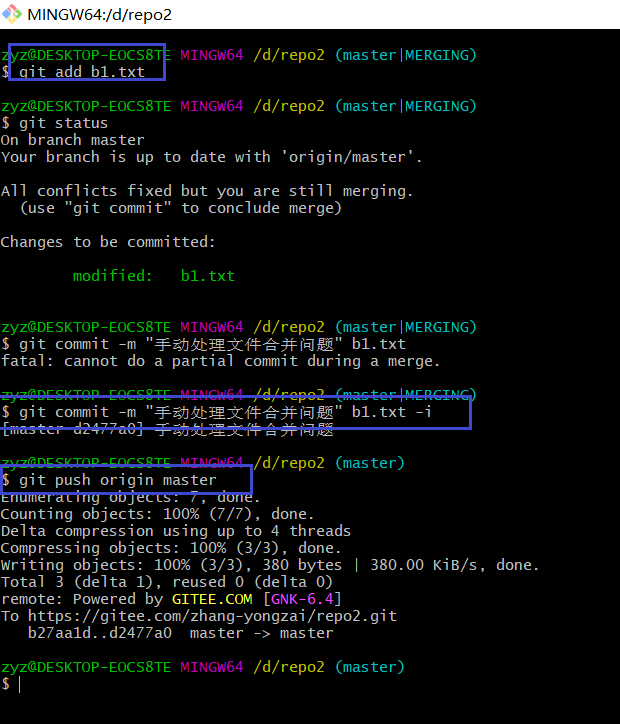 MINGW64:/d/repo2
zyz@DESKTOP-EOCS8TE MINGW64 /d/repo2 (master|MERGING)
$ git add b1.txt
zyz@DESKTOP-EOCS8TE MINGW64 /d/repo2 (master|MERGING)
$ git status
On branch master
Your branch is up to date with 'origin/master'.
All conflicts fixed but you are still merging.
  (use "git commit" to conclude merge)
Changes to be committed:
        modified:   b1.txt
zyz@DESKTOP-EOCS8TE MINGW64 /d/repo2 (master|MERGING)
$ git commit -m "手动处理文件合并问题" b1.txt
fatal: cannot do a partial commit during a merge.
zyz@DESKTOP-EOCS8TE MINGW64 /d/repo2 (master|MERGING)
$ git commit -m "手动处理文件合并问题" b1.txt -i
[master d2477a0] 手动处理文件合并问题
zyz@DESKTOP-EOCS8TE MINGW64 /d/repo2 (master)
$ git push origin master
Enumerating objects: 7, done.
Counting objects: 100% (7/7), done.
Delta compression using up to 4 threads
Compressing objects: 100% (3/3), done.
Writing objects: 100% (3/3), 380 bytes | 380.00 KiB/s, done.
Total 3 (delta 1), reused 0 (delta 0)
remote: Powered by GITEE.COM [GNK-6.4]
To https://gitee.com/zhang-yongzai/repo2.git
   b27aa1d..d2477a0  master -> master
zyz@DESKTOP-EOCS8TE MINGW64 /d/repo2 (master)
$